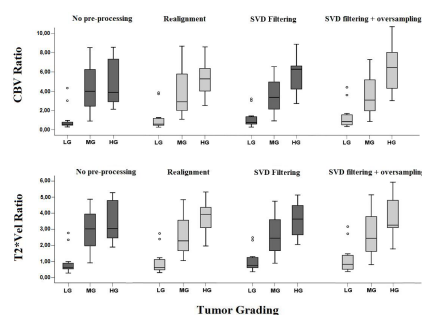 No pre-processing Realignment SVD Filtering SVD filtering + oversampling
CBV Ratio
10,00
8,00
6,00
4,00
2,00
0,00
LG MG HG LG MG HG LG MG HG LG MG HG
No pre-processing Realignment SVD Filtering SVD filtering + oversampling
T2*Vel Ratio
6,00
5,00
4,00
3,00
2,00
1,00
0,00
LG MG HG LG MG HG LG MG HG LG MG HG
Tumor Grading